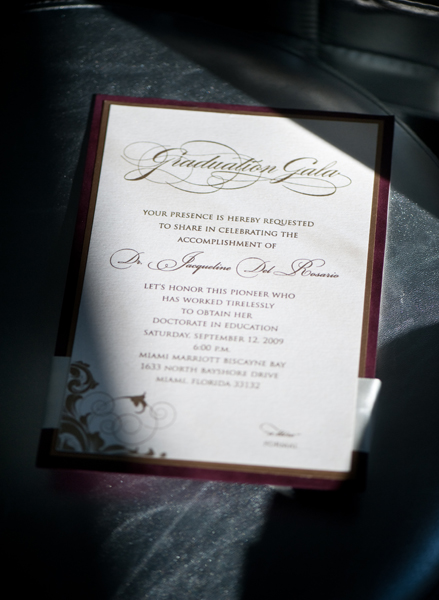 Graduation Gala
YOUR PRESENCE IS HEREBY REQUESTED
TO SHARE IN CELEBRATING THE
ACCOMPLISHMENT OF
Dr. Jacqueline Del Rosario
LET'S HONOR THIS PIONEER WHO
HAS WORKED TIRELESSLY
TO OBTAIN HER
DOCTORATE IN EDUCATION
SATURDAY, SEPTEMBER 12, 2009
6:00 P.M.
MIAMI MARRIOTT BISCAYNE BAY
1633 NORTH BAYSHORE DRIVE
MIAMI, FLORIDA 33132